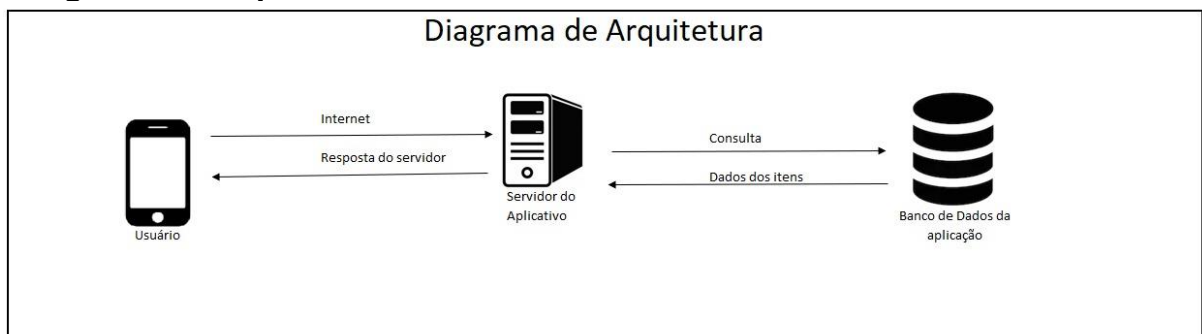 Diagrama de Arquitetura
Internet
Resposta do servidor
Consulta
Dados dos itens
Usuário
Servidor do
Aplicativo
Banco de Dados da
aplicação